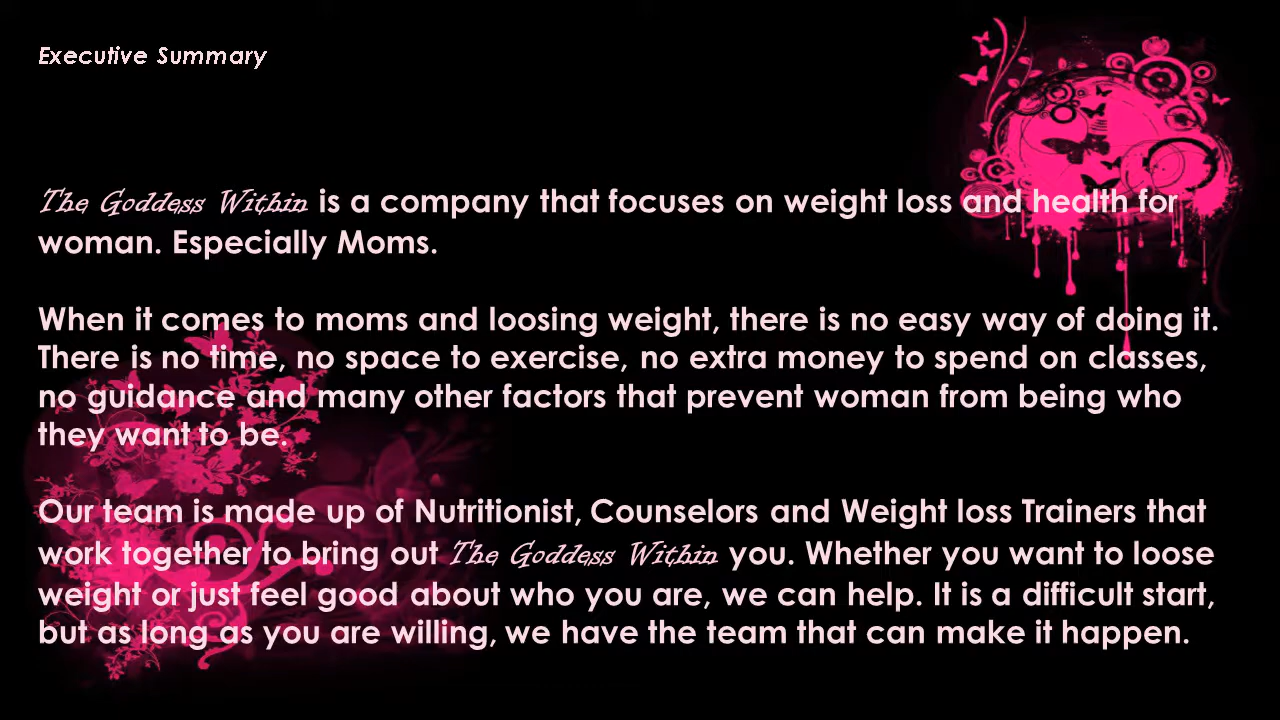 Executive Summary
The Goddess Within is a company that focuses on weight loss and health for
woman. Especially Moms.
When it comes to moms and loosing weight, there is no easy way of doing it.
There is no time, no space to exercise, no extra money to spend on classes,
no guidance and many other factors that prevent woman from being who
they want to be.
Our team is made up of Nutritionist, Counselors and Weight loss Trainers that
work together to bring out The Goddess Within you. Whether you want to loose
weight or just feel good about who you are, we can help. It is a difficult start,
but as long as you are willing, we have the team that can make it happen.